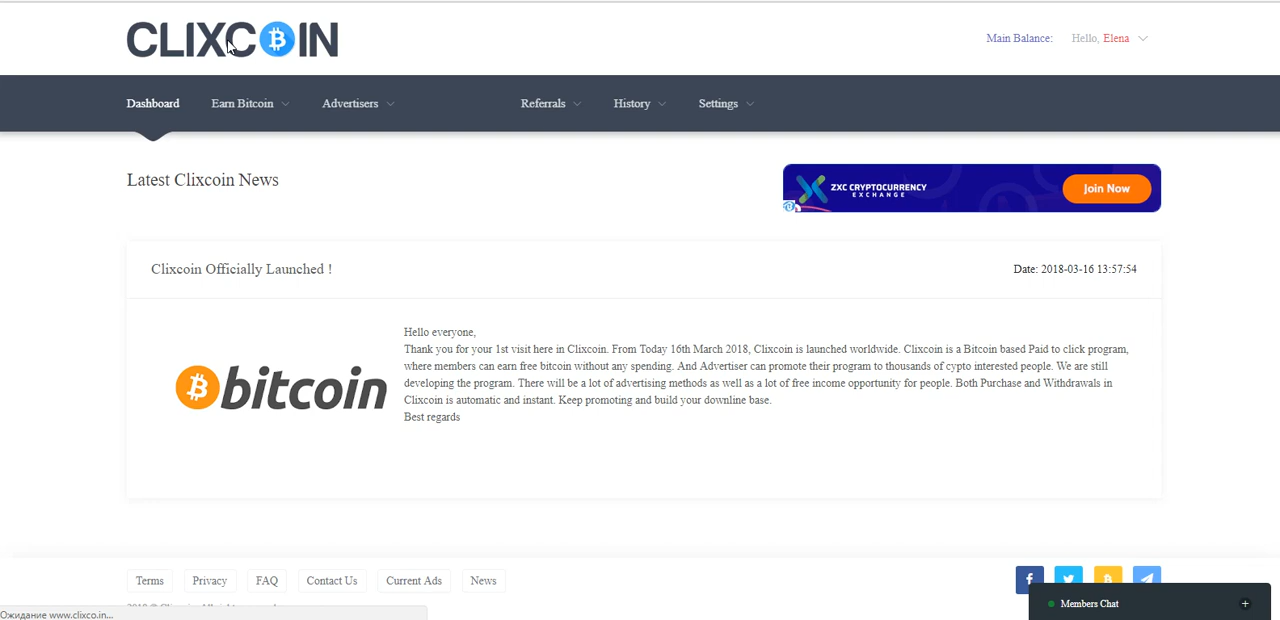 CLIXCOIN
Main Balance: Hello, Elena
Dashboard Earn Bitcoin Advertisers Referrals History Settings
Latest Clixcoin News
ZXC CRYPTOCURRENCY
EXCHANGE
Join Now
Clixcoin Officially Launched !
Date: 2018-03-16 13:57:54
bitcoin
Hello everyone,
Thank you for your 1st visit here in Clixcoin. From Today 16th March 2018, Clixcoin is launched worldwide. Clixcoin is a Bitcoin based Paid to click program,
where members can earn free bitcoin without any spending. And Advertiser can promote their program to thousands of cypto interested people. We are still
developing the program. There will be a lot of advertising methods as well as a lot of free income opportunity for people. Both Purchase and Withdrawals in
Clixcoin is automatic and instant. Keep promoting and build your downline base.
Best regards
Terms Privacy FAQ Contact Us Current Ads News
Members Chat
Ожидание www.clixco.in...